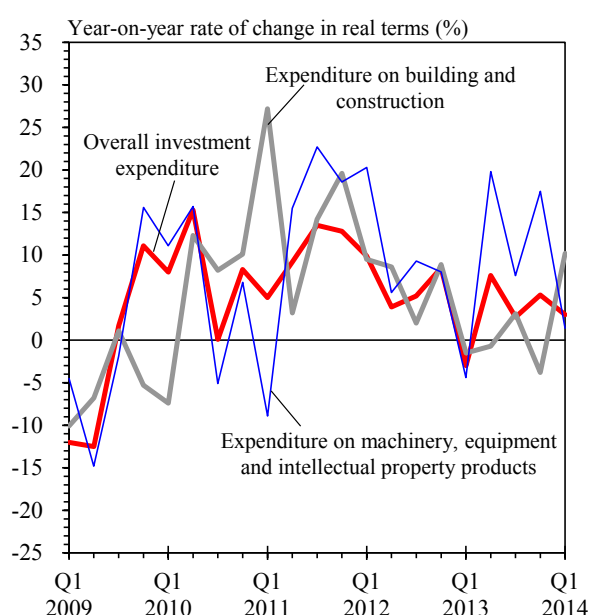 Year-on-year rate of change in real terms (%)
35
30
25
20
15
10
5
0
-5
-10
-15
-20
-25
Expenditure on building and
construction
Overall investment
expenditure
Expenditure on machinery, equipment
and intellectual property products
Q1 Q1 Q1 Q1 Q1 Q1
2009 2010 2011 2012 2013 2014